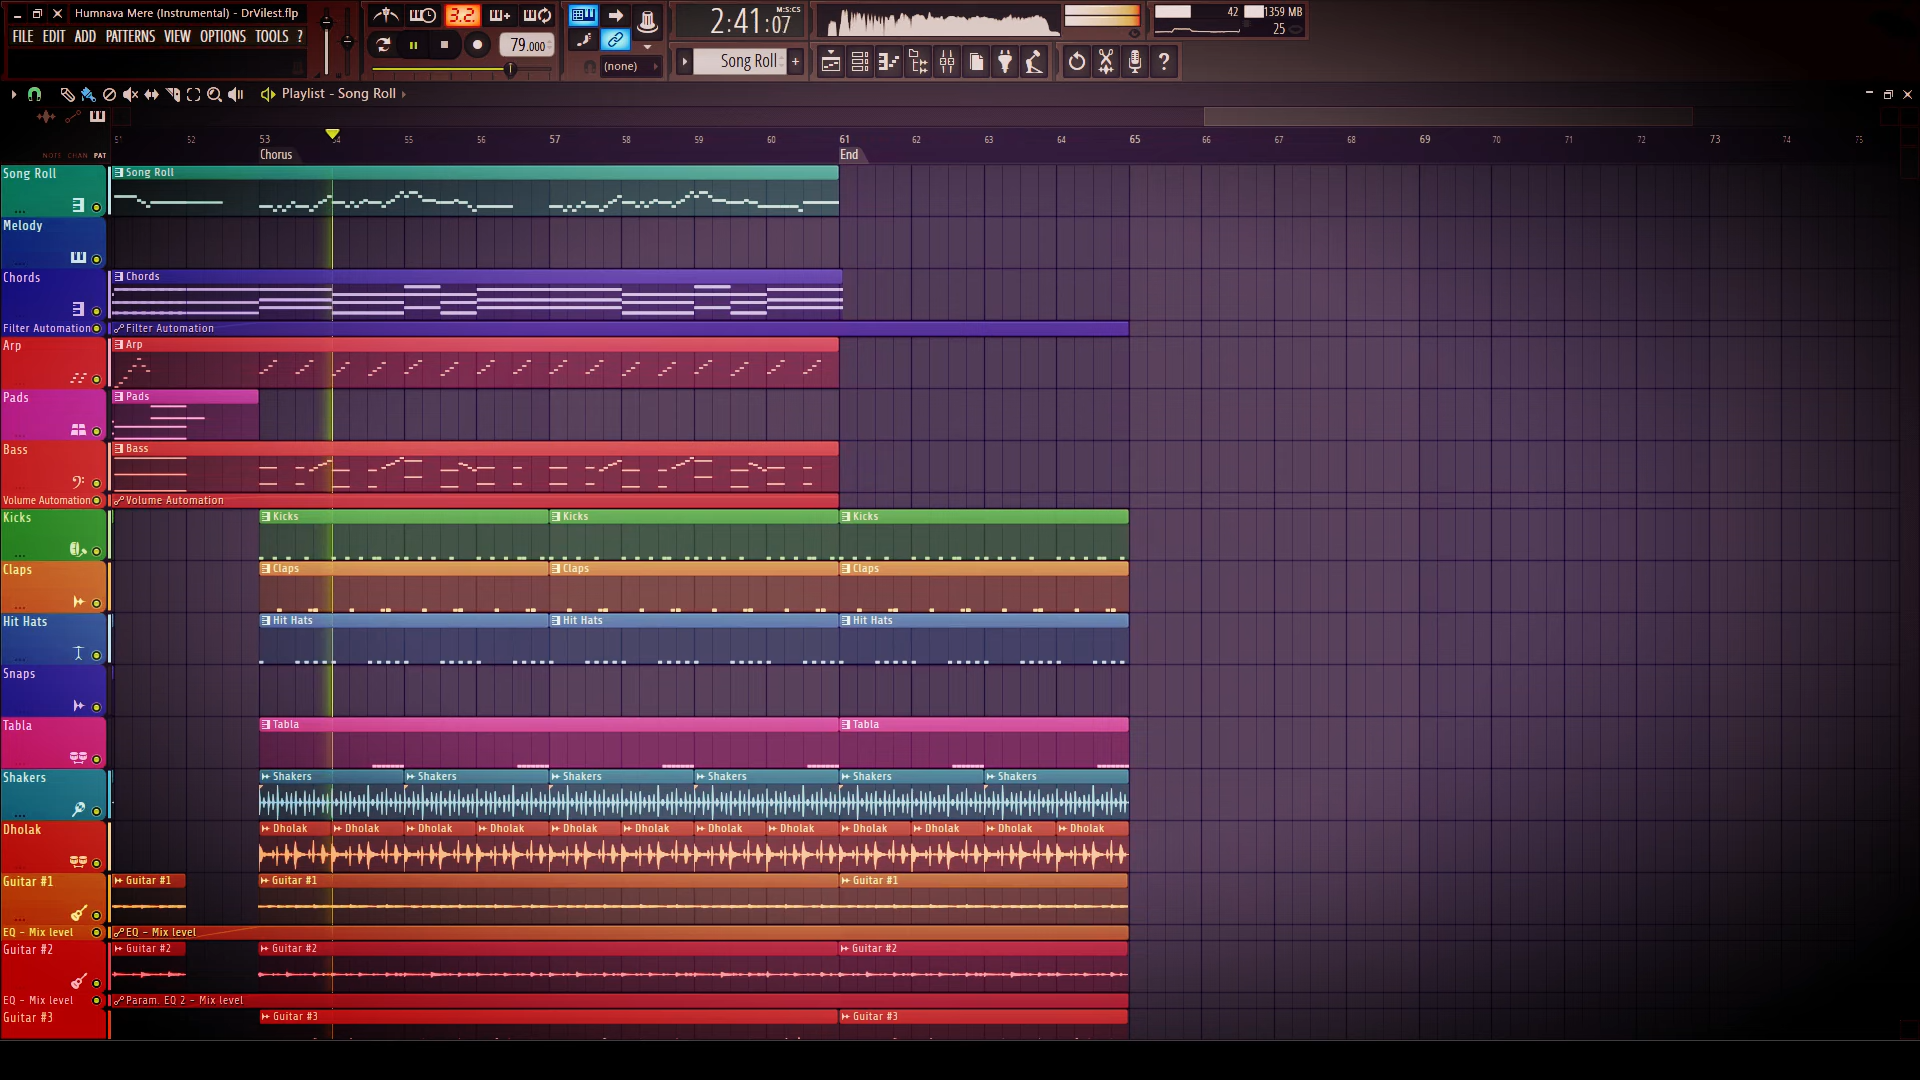 Humnava Mere (Instrumental) - DrVilest.flp
FILE EDIT ADD PATTERNS VIEW OPTIONS TOOLS ?
3.2.
79.000
(none)
2:41:07
M:S:CS
Song Roll
42
1359 MB
25
Playlist - Song Roll
NOTE CHAN PAT
51 52 53 54 55 56 57 58 59 60 61 62 63 64 65 66 67 68 69 70 71 72 73 74 75
Chorus
End
Song Roll
Song Roll
Melody
Chords
Chords
Filter Automation
Filter Automation
Arp
Arp
Pads
Pads
Bass
Bass
Volume Automation
Volume Automation
Kicks
Kicks Kicks Kicks
Claps
Claps Claps Claps
Hit Hats
Hit Hats Hit Hats Hit Hats
Snaps
Tabla
Tabla Tabla
Shakers
Shakers Shakers Shakers Shakers Shakers Shakers
Dholak
Dholak Dholak Dholak Dholak Dholak Dholak Dholak Dholak Dholak Dholak Dholak Dholak
Guitar #1
Guitar #1 Guitar #1 Guitar #1
EQ - Mix level
EQ - Mix level
Guitar #2
Guitar #2 Guitar #2 Guitar #2
EQ - Mix level
Param. EQ 2 - Mix level
Guitar #3
Guitar #3 Guitar #3